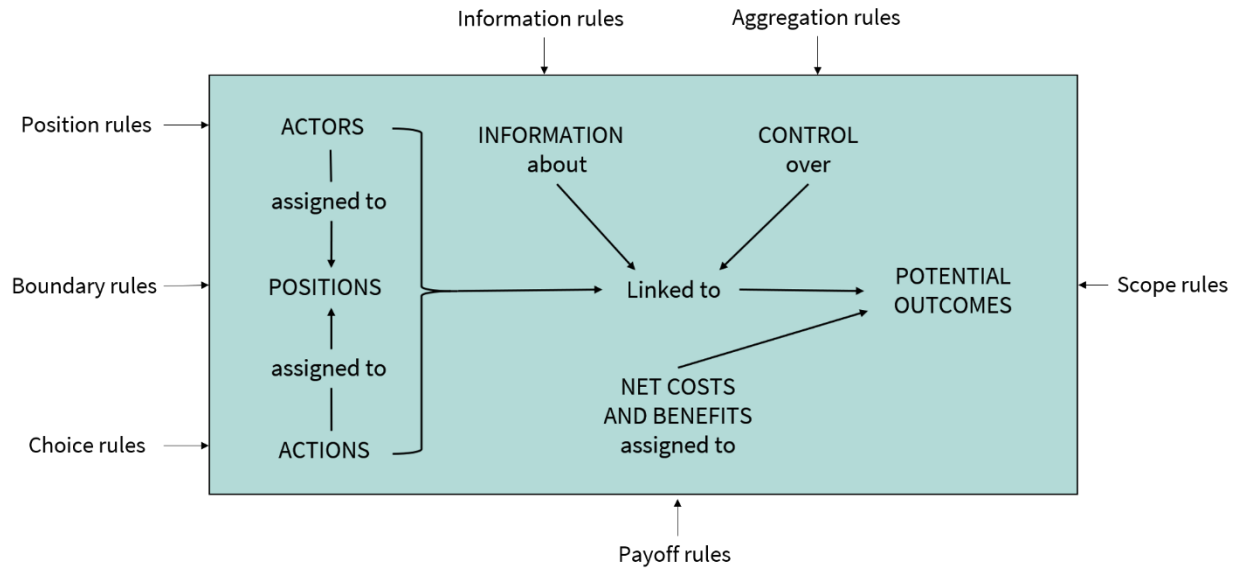 Information rules
Aggregation rules
Position rules
ACTORS
assigned to
POSITIONS
assigned to
ACTIONS
Boundary rules
Choice rules
INFORMATION
about
CONTROL
over
Linked to
POTENTIAL
OUTCOMES
NET COSTS
AND BENEFITS
assigned to
Scope rules
Payoff rules